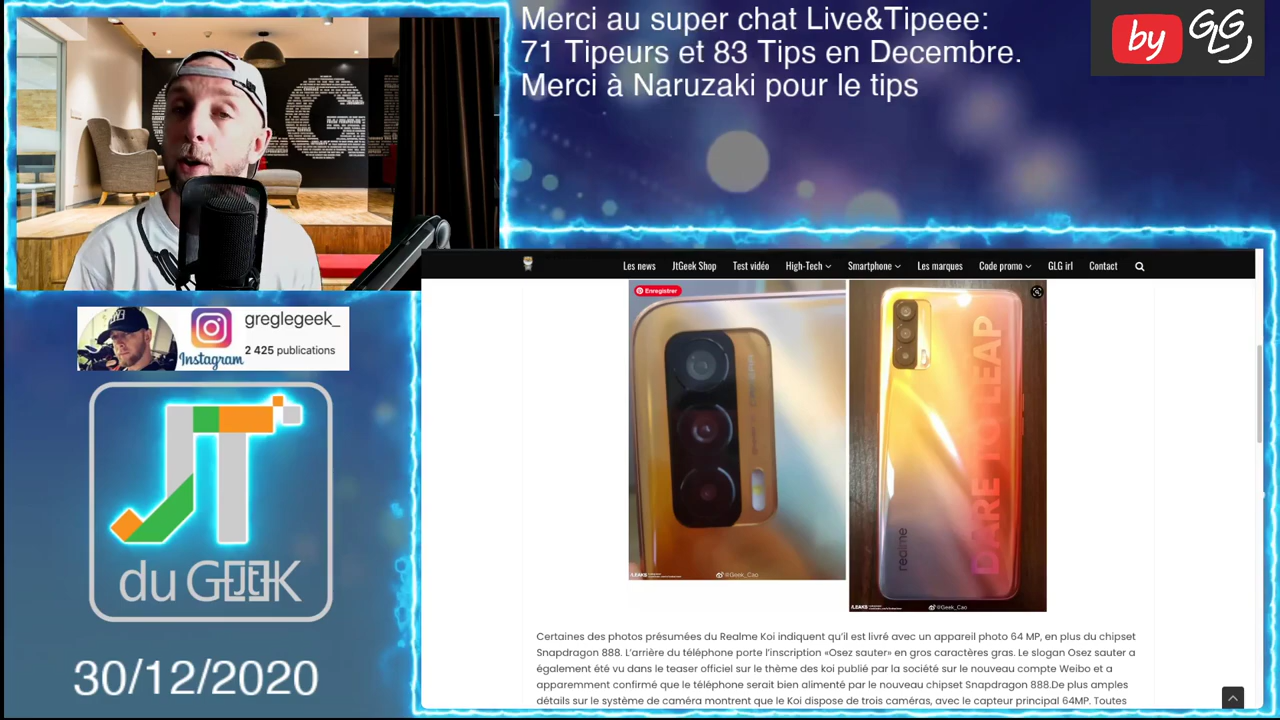 Merci au super chat Live&Tipeee:
71 Tipeurs et 83 Tips en Decembre.
Merci à Naruzaki pour le tips
by GLG
greglegeek_
Instagram
2 425 publications
JT
du GEEK
30/12/2020
Les news JtGeek Shop Test vidéo High-Tech Smartphone Les marques Code promo GLG irl Contact
Enregistrer
DARE TO LEAP
realme
/LEAKS
@Geek_Cao
/LEAKS
@Geek_Cao
Certaines des photos présumées du Realme Koi indiquent qu'il est livré avec un appareil photo 64 MP, en plus du chipset
Snapdragon 888. L'arrière du téléphone porte l'inscription «Osez sauter» en gros caractères gras. Le slogan Osez sauter a
également été vu dans le teaser officiel sur le thème des koi publié par la société sur le nouveau compte Weibo et a
apparemment confirmé que le téléphone serait bien alimenté par le nouveau chipset Snapdragon 888.De plus amples
détails sur le système de caméra montrent que le Koi dispose de trois caméras, avec le capteur principal 64MP. Toutes